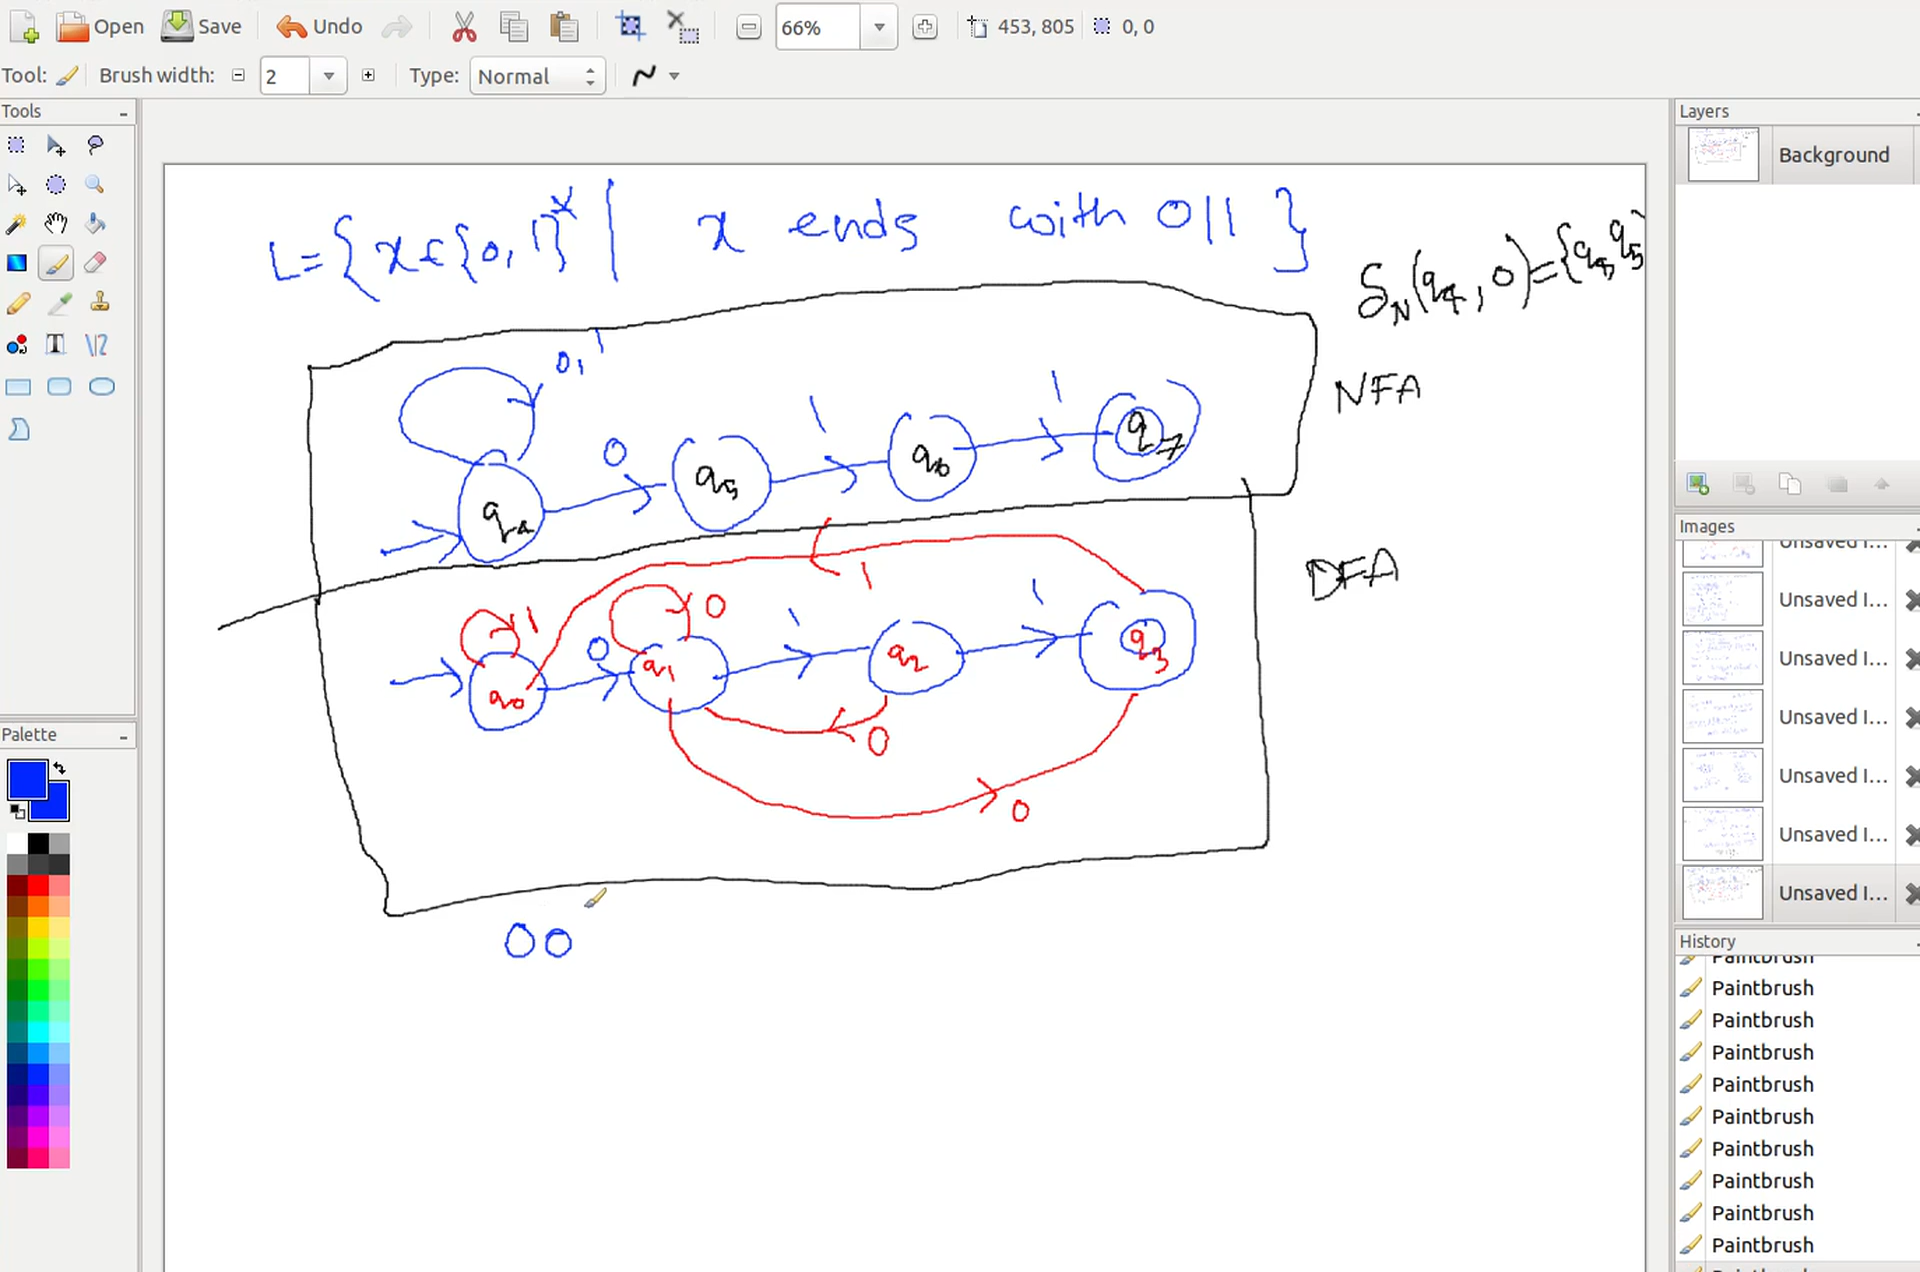 Open Save Undo 66% 453, 805 0, 0
Tool: Brush width: 2 Type: Normal
Tools
Layers
Background
L={x∈{0,1}* | x ends with 011}
δN(q4,0)={q4,q5
NFA
0,1
0 1 1
q4 q5 q6 q7
Images
Unsaved I...
Unsaved I...
Unsaved I...
Unsaved I...
Unsaved I...
Unsaved I...
Unsaved I...
DFA
1
1 0 0 1 1
q0 q1 q2 q3
0
0
00
Palette
History
Paintbrush
Paintbrush
Paintbrush
Paintbrush
Paintbrush
Paintbrush
Paintbrush
Paintbrush
Paintbrush
Paintbrush